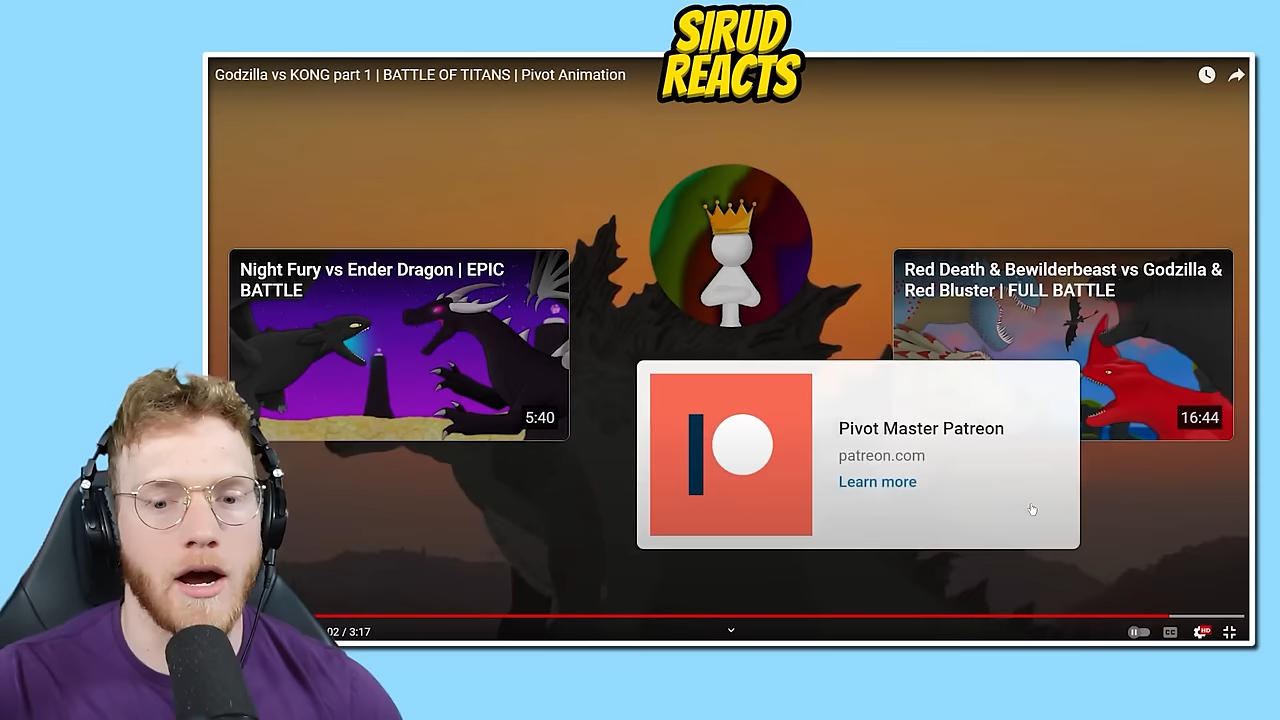 SIRUD
REACTS
Godzilla vs KONG part 1 | BATTLE OF TITANS | Pivot Animation
Night Fury vs Ender Dragon | EPIC
BATTLE
5:40
Red Death & Bewilderbeast vs Godzilla &
Red Bluster | FULL BATTLE
16:44
Pivot Master Patreon
patreon.com
Learn more
02 / 3:17
CC
HD